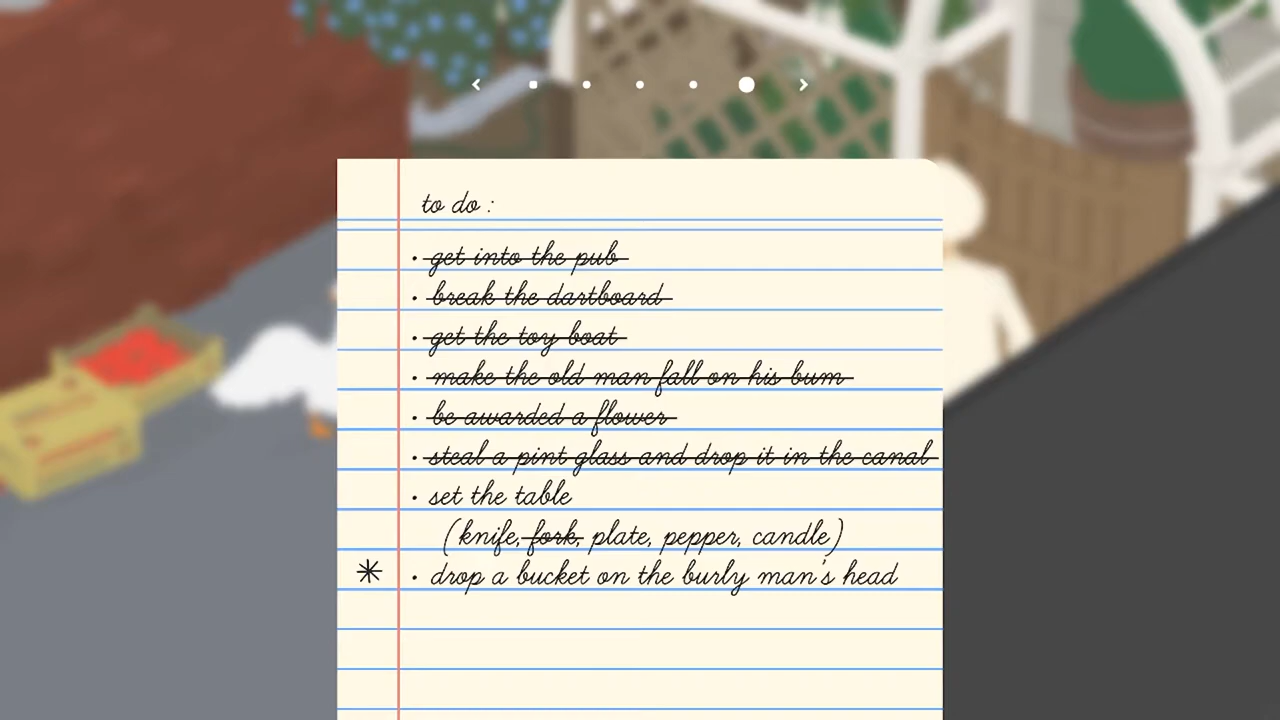 to do :
• get into the pub
• break the dartboard
• get the toy boat
• make the old man fall on his bum
• be awarded a flower
• steal a pint glass and drop it in the canal
• set the table
(knife, fork, plate, pepper, candle)
• drop a bucket on the burly man's head